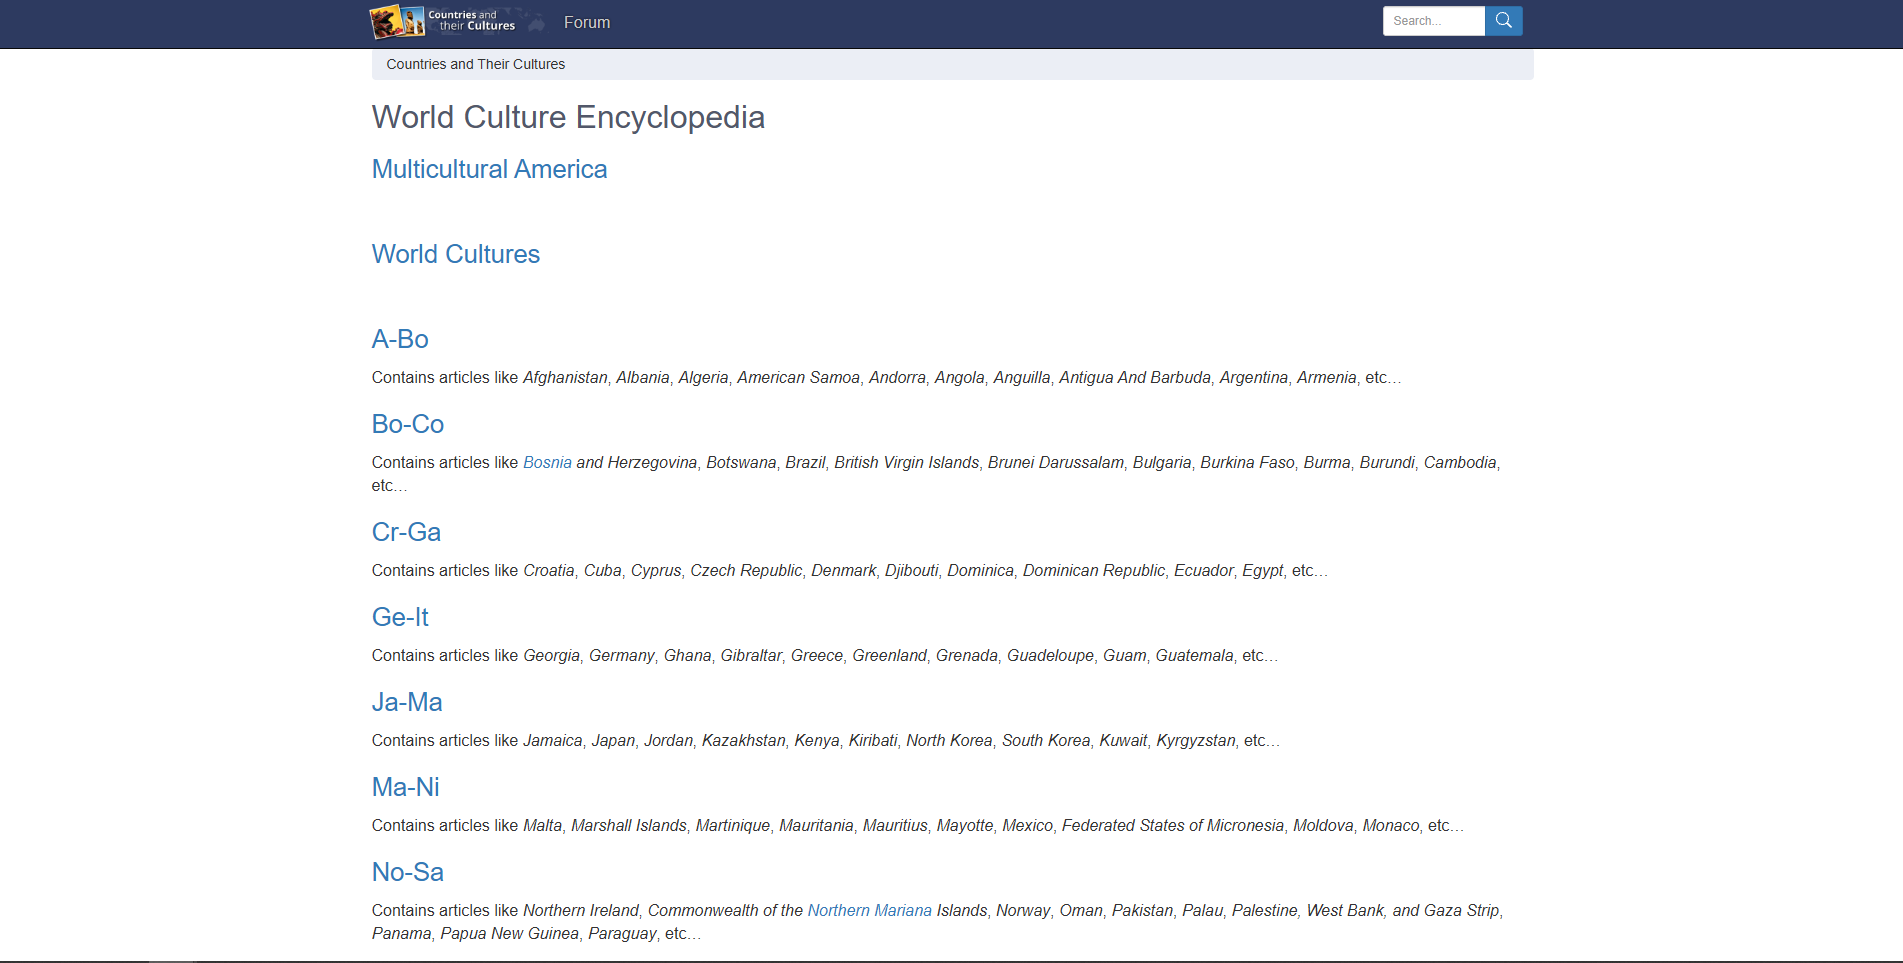 Countries and
their Cultures
Forum
Search...
Countries and Their Cultures
World Culture Encyclopedia
Multicultural America
World Cultures
A-Bo
Contains articles like Afghanistan, Albania, Algeria, American Samoa, Andorra, Angola, Anguilla, Antigua And Barbuda, Argentina, Armenia, etc…
Bo-Co
Contains articles like Bosnia and Herzegovina, Botswana, Brazil, British Virgin Islands, Brunei Darussalam, Bulgaria, Burkina Faso, Burma, Burundi, Cambodia,
etc…
Cr-Ga
Contains articles like Croatia, Cuba, Cyprus, Czech Republic, Denmark, Djibouti, Dominica, Dominican Republic, Ecuador, Egypt, etc…
Ge-It
Contains articles like Georgia, Germany, Ghana, Gibraltar, Greece, Greenland, Grenada, Guadeloupe, Guam, Guatemala, etc…
Ja-Ma
Contains articles like Jamaica, Japan, Jordan, Kazakhstan, Kenya, Kiribati, North Korea, South Korea, Kuwait, Kyrgyzstan, etc…
Ma-Ni
Contains articles like Malta, Marshall Islands, Martinique, Mauritania, Mauritius, Mayotte, Mexico, Federated States of Micronesia, Moldova, Monaco, etc…
No-Sa
Contains articles like Northern Ireland, Commonwealth of the Northern Mariana Islands, Norway, Oman, Pakistan, Palau, Palestine, West Bank, and Gaza Strip,
Panama, Papua New Guinea, Paraguay, etc…